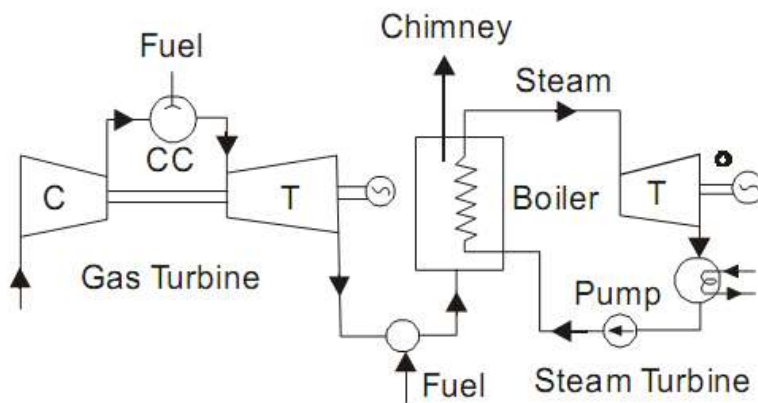 Chimney
Fuel
Steam
CC
C
T
T
Boiler
Gas Turbine
Pump
Fuel
Steam Turbine